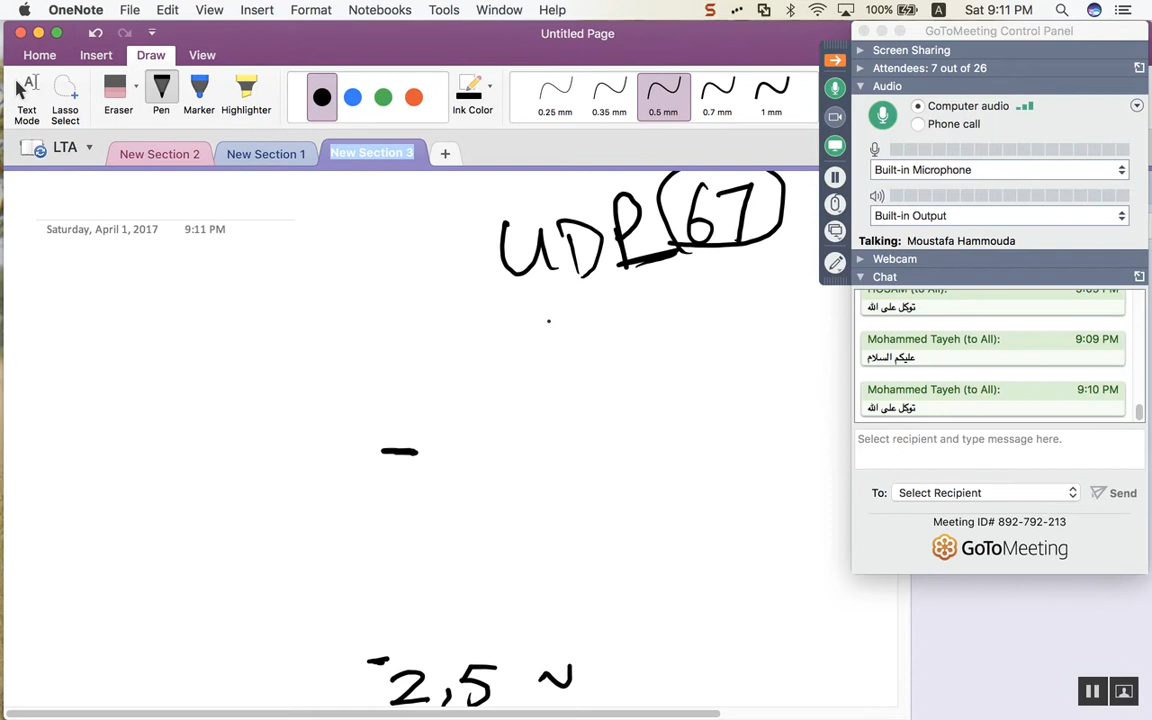 OneNote File Edit View Insert Format Notebooks Tools Window Help 100% A Sat 9:11 PM
Untitled Page
Home Insert Draw View
Text Mode
Lasso Select
Eraser
Pen
Marker
Highlighter
Ink Color
0.25 mm 0.35 mm 0.5 mm 0.7 mm 1 mm
LTA New Section 2 New Section 1 New Section 3 +
Saturday, April 1, 2017 9:11 PM
UDP (67)
-
-2,5 ~
GoToMeeting Control Panel
Screen Sharing
Attendees: 7 out of 26
Audio
Computer audio
Phone call
Built-in Microphone
Built-in Output
Talking: Moustafa Hammouda
Webcam
Chat
HOSAM (to All): 9:09 PM
توكل على الله
Mohammed Tayeh (to All): 9:09 PM
عليكم السلام
Mohammed Tayeh (to All): 9:10 PM
توكل على الله
Select recipient and type message here.
To: Select Recipient Send
Meeting ID# 892-792-213
GoToMeeting